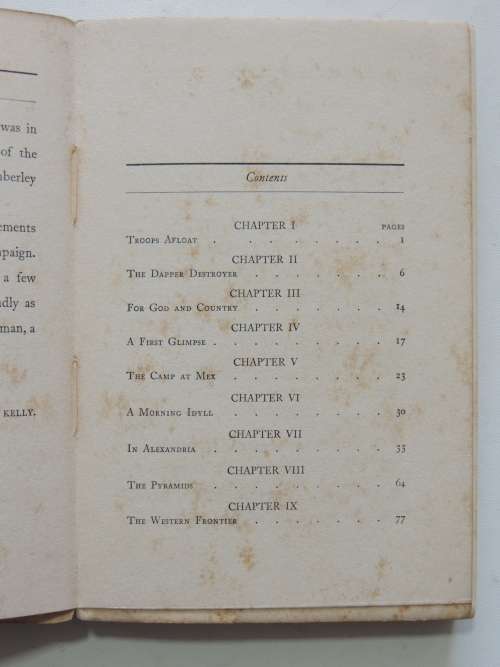 was in
of the
mberley
ements
paign.
a few
dly as
man, a
KELLY.
Contents
CHAPTER I PAGES
TROOPS AFLOAT . . . . . . . . 1
CHAPTER II
THE DAPPER DESTROYER . . . . . . . 6
CHAPTER III
FOR GOD AND COUNTRY . . . . . . . 14
CHAPTER IV
A FIRST GLIMPSE . . . . . . . . . 17
CHAPTER V
THE CAMP AT MEX . . . . . . . . 23
CHAPTER VI
A MORNING IDYLL . . . . . . . . 30
CHAPTER VII
IN ALEXANDRIA . . . . . . . . . 33
CHAPTER VIII
THE PYRAMIDS . . . . . . . . . 64
CHAPTER IX
THE WESTERN FRONTIER . . . . . . . 77